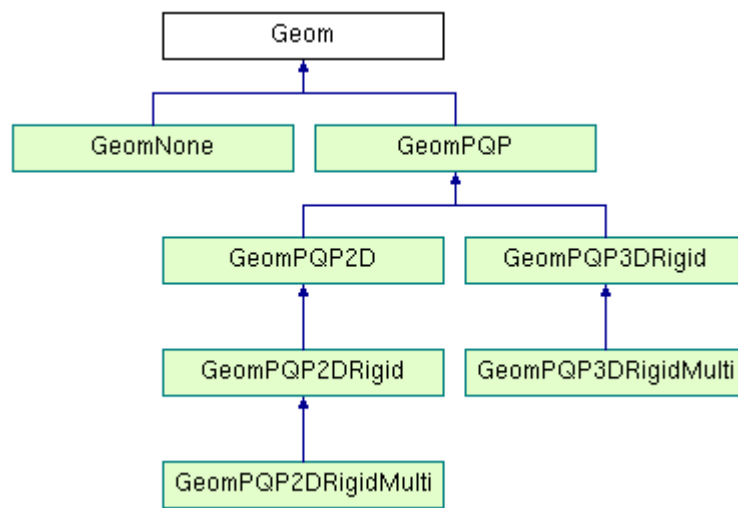 Geom
GeomNone
GeomPQP
GeomPQP2D
GeomPQP3DRigid
GeomPQP2DRigid
GeomPQP3DRigidMulti
GeomPQP2DRigidMulti